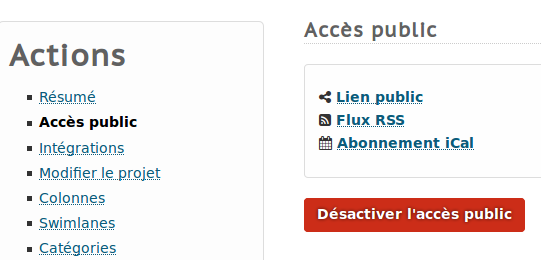 Actions
Résumé
Accès public
Intégrations
Modifier le projet
Colonnes
Swimlanes
Catégories
Accès public
Lien public
Flux RSS
Abonnement iCal
Désactiver l'accès public